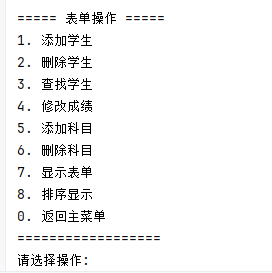 ===== 表单操作 =====
1. 添加学生
2. 删除学生
3. 查找学生
4. 修改成绩
5. 添加科目
6. 删除科目
7. 显示表单
8. 排序显示
0. 返回主菜单
==================
请选择操作: